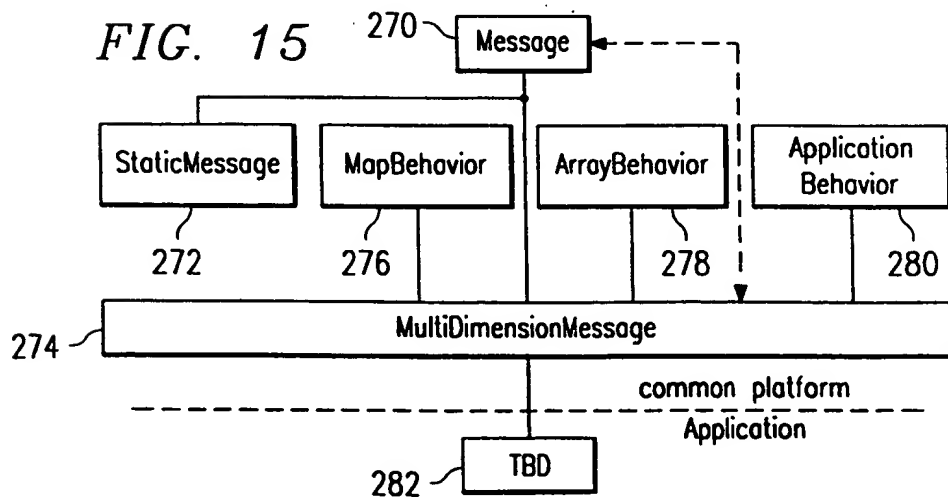 FIG. 15
270
Message
StaticMessage
MapBehavior
ArrayBehavior
Application
Behavior
272
276
278
280
274
MultiDimensionMessage
common platform
Application
282
TBD